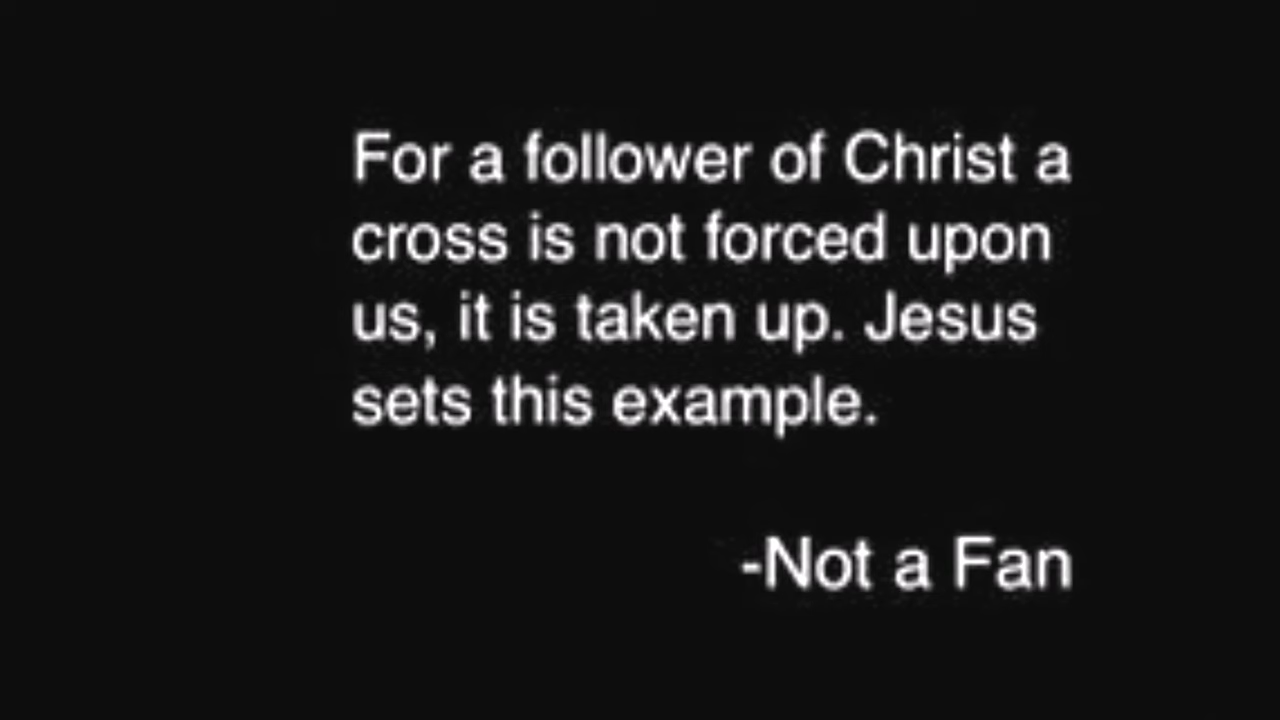 For a follower of Christ a
cross is not forced upon
us, it is taken up. Jesus
sets this example.
-Not a Fan